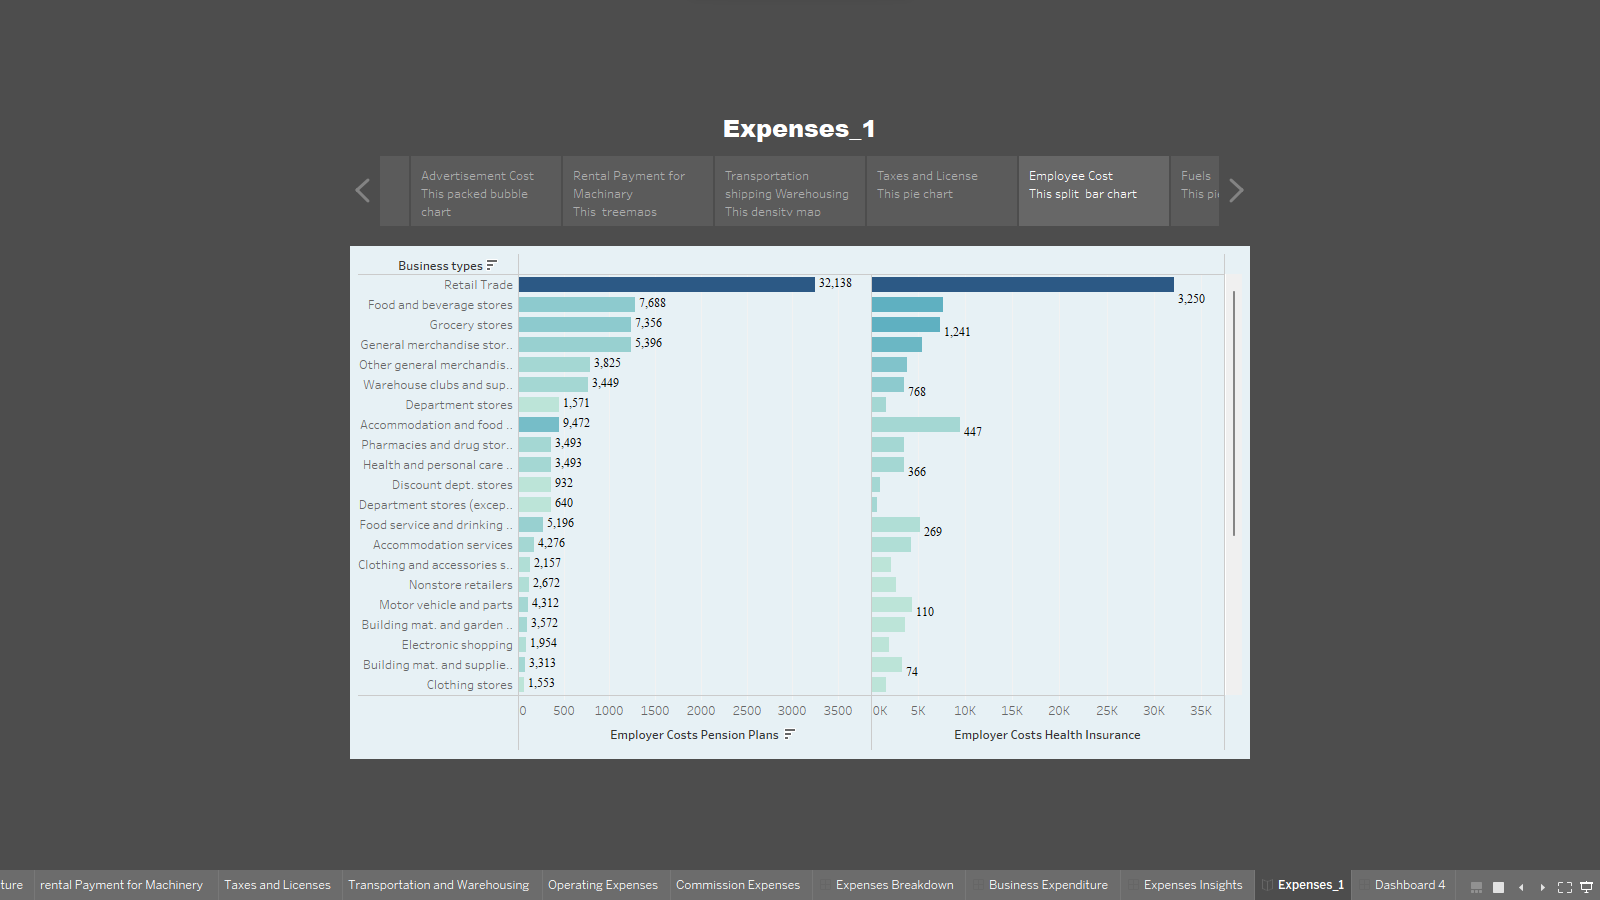 Expenses_1
Advertisement Cost
This packed bubble
chart
Rental Payment for
Machinary
This treemaps
Transportation
shipping Warehousing
This density map
Taxes and License
This pie chart
Employee Cost
This split bar chart
Fuels
This pi
Business types
Retail Trade 32,138 3,250
Food and beverage stores 7,688
Grocery stores 7,356 1,241
General merchandise stor.. 5,396
Other general merchandis.. 3,825
Warehouse clubs and sup.. 3,449 768
Department stores 1,571
Accommodation and food .. 9,472 447
Pharmacies and drug stor.. 3,493
Health and personal care .. 3,493 366
Discount dept. stores 932
Department stores (excep.. 640
Food service and drinking .. 5,196 269
Accommodation services 4,276
Clothing and accessories s.. 2,157
Nonstore retailers 2,672
Motor vehicle and parts 4,312 110
Building mat. and garden .. 3,572
Electronic shopping 1,954
Building mat. and supplie.. 3,313 74
Clothing stores 1,553
0 500 1000 1500 2000 2500 3000 3500 0K 5K 10K 15K 20K 25K 30K 35K
Employer Costs Pension Plans Employer Costs Health Insurance
ture rental Payment for Machinery Taxes and Licenses Transportation and Warehousing Operating Expenses Commission Expenses Expenses Breakdown Business Expenditure Expenses Insights Expenses_1 Dashboard 4